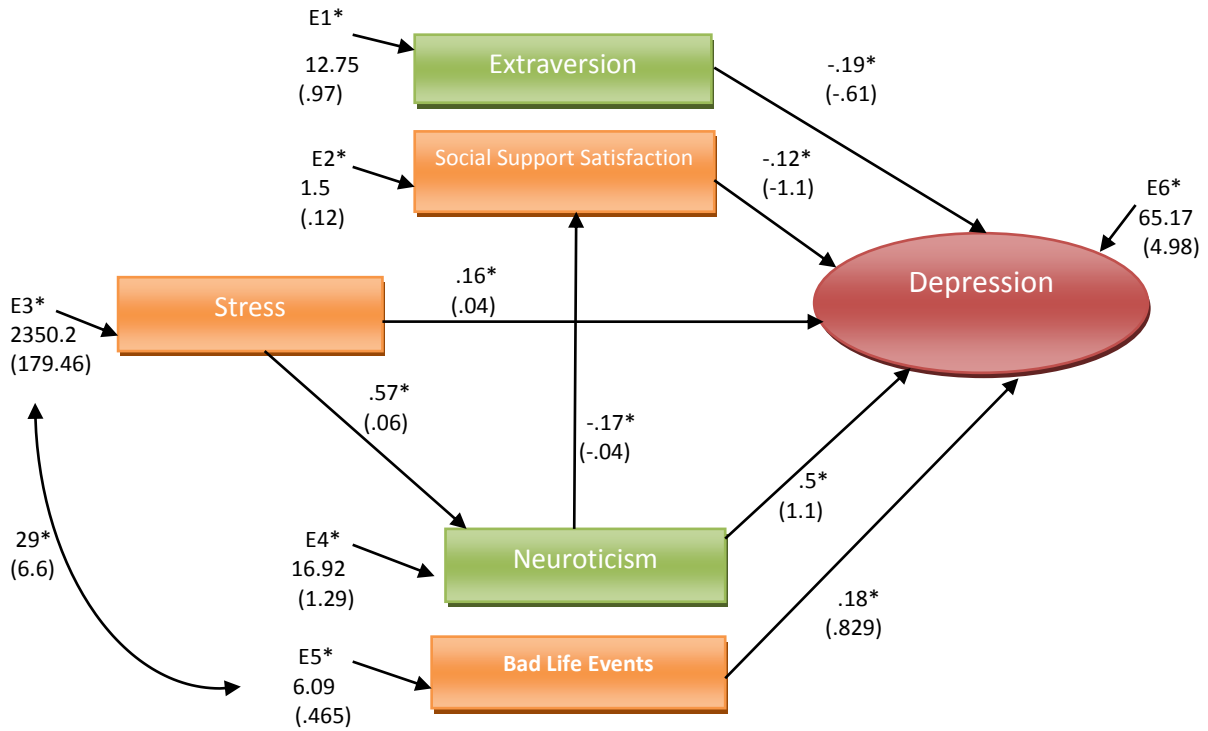 E1*
12.75
(.97)
Extraversion
-.19*
(-.61)
E2*
1.5
(.12)
Social Support Satisfaction
-.12*
(-1.1)
E6*
65.17
(4.98)
Depression
E3*
2350.2
(179.46)
Stress
.16*
(.04)
.57*
(.06)
-.17*
(-.04)
.5*
(1.1)
29*
(6.6)
E4*
16.92
(1.29)
Neuroticism
.18*
(.829)
E5*
6.09
(.465)
Bad Life Events